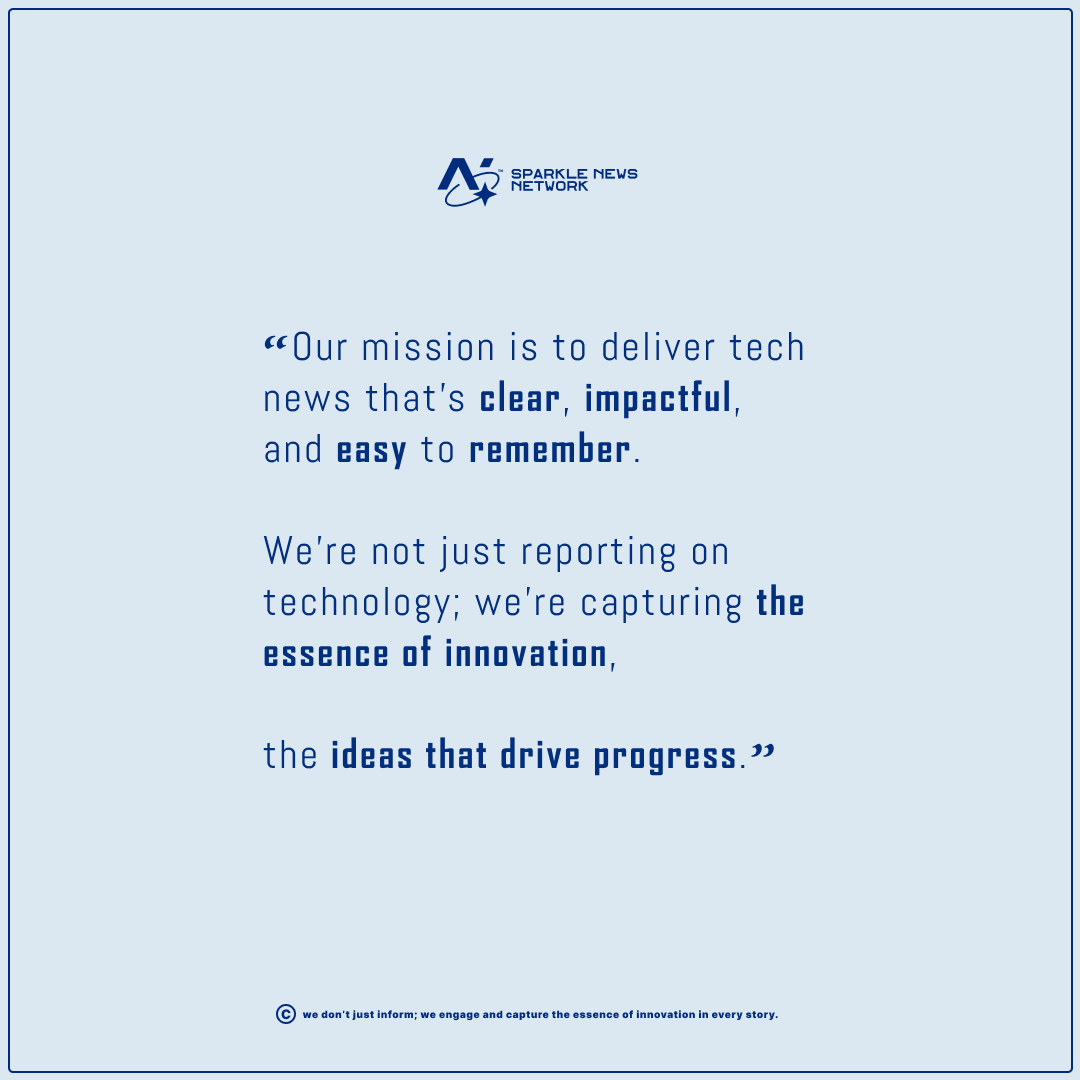 SPARKLE NEWS
NETWORK
“Our mission is to deliver tech
news that’s clear, impactful,
and easy to remember.
We’re not just reporting on
technology; we’re capturing the
essence of innovation,
the ideas that drive progress.”
© we don’t just inform; we engage and capture the essence of innovation in every story.